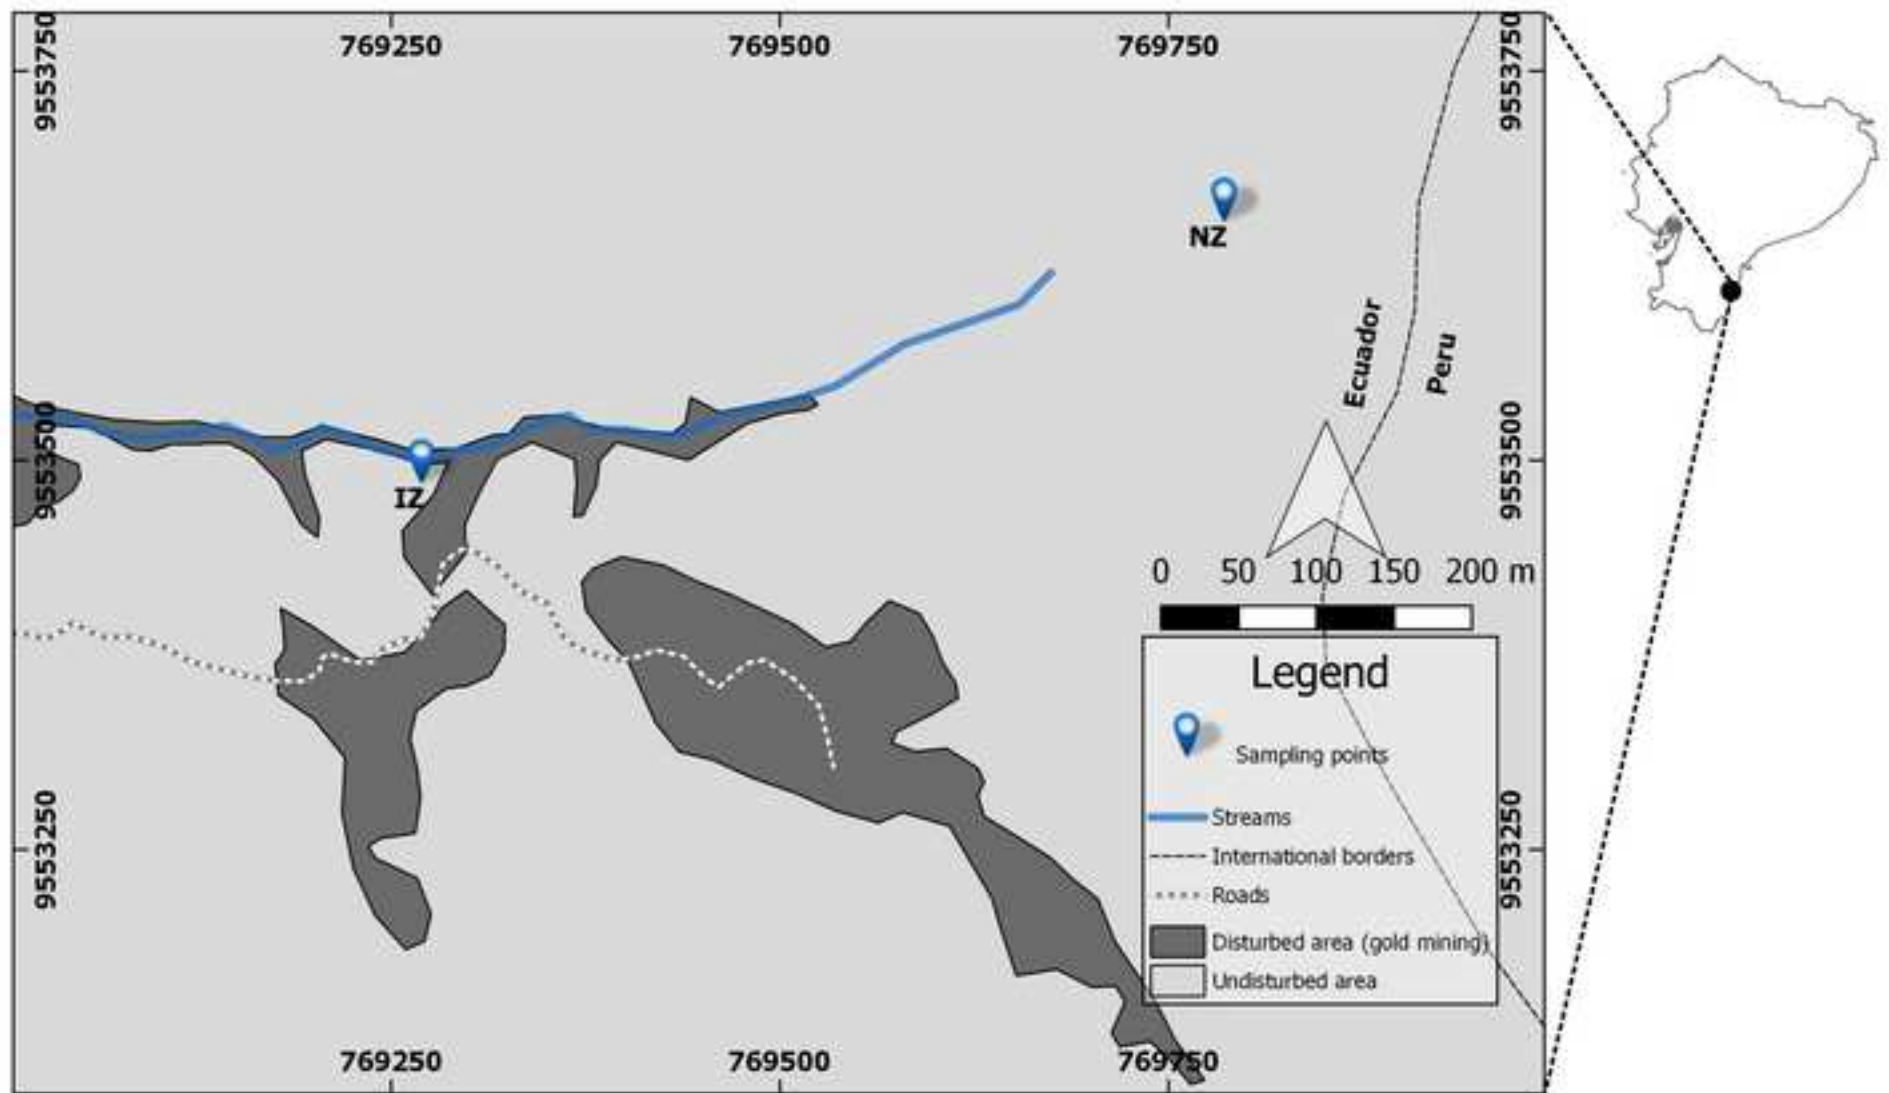 769250 769500 769750
9553750 9553750
NZ
Ecuador
Peru
9553500 9553500
IZ
0 50 100 150 200 m
Legend
Sampling points
Streams
International borders
Roads
Disturbed area (gold mining)
Undisturbed area
9553250 9553250
769250 769500 769750